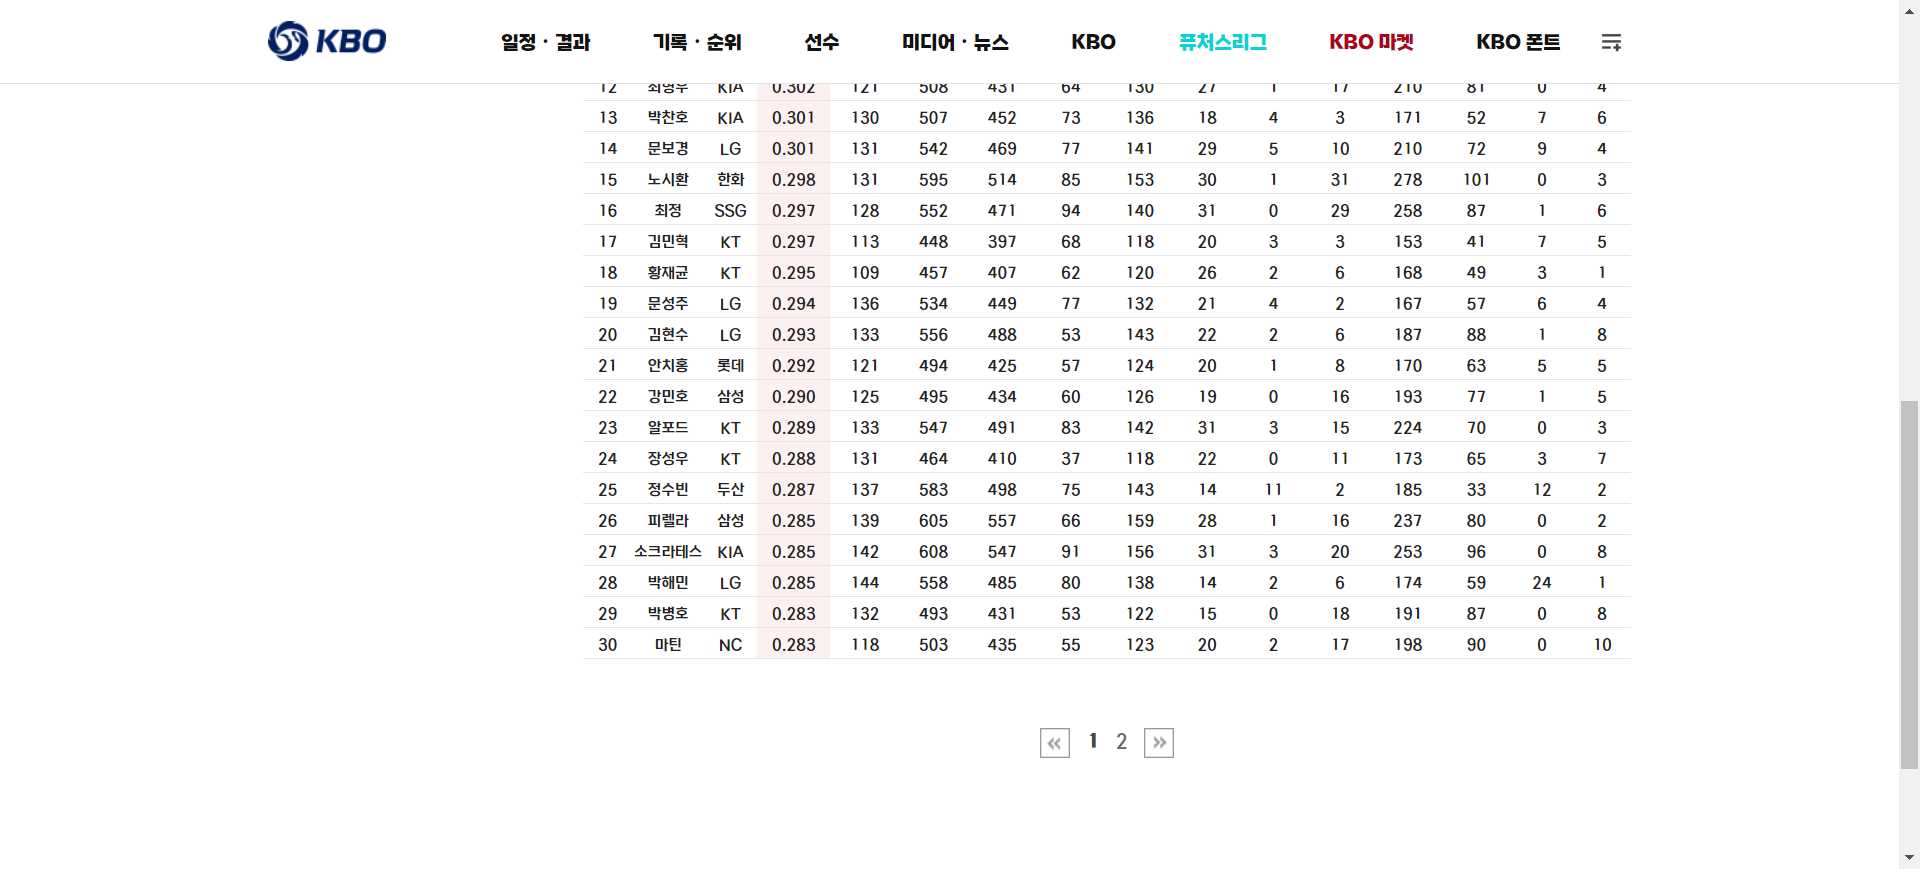 KBO 일정 · 결과 기록 · 순위 선수 미디어 · 뉴스 KBO 퓨처스리그 KBO 마켓 KBO 폰트
12 최형우 KIA 0.302 121 508 431 64 130 27 1 17 210 81 0 4
13 박찬호 KIA 0.301 130 507 452 73 136 18 4 3 171 52 7 6
14 문보경 LG 0.301 131 542 469 77 141 29 5 10 210 72 9 4
15 노시환 한화 0.298 131 595 514 85 153 30 1 31 278 101 0 3
16 최정 SSG 0.297 128 552 471 94 140 31 0 29 258 87 1 6
17 김민혁 KT 0.297 113 448 397 68 118 20 3 3 153 41 7 5
18 황재균 KT 0.295 109 457 407 62 120 26 2 6 168 49 3 1
19 문성주 LG 0.294 136 534 449 77 132 21 4 2 167 57 6 4
20 김현수 LG 0.293 133 556 488 53 143 22 2 6 187 88 1 8
21 안치홍 롯데 0.292 121 494 425 57 124 20 1 8 170 63 5 5
22 강민호 삼성 0.290 125 495 434 60 126 19 0 16 193 77 1 5
23 알포드 KT 0.289 133 547 491 83 142 31 3 15 224 70 0 3
24 장성우 KT 0.288 131 464 410 37 118 22 0 11 173 65 3 7
25 정수빈 두산 0.287 137 583 498 75 143 14 11 2 185 33 12 2
26 피렐라 삼성 0.285 139 605 557 66 159 28 1 16 237 80 0 2
27 소크라테스 KIA 0.285 142 608 547 91 156 31 3 20 253 96 0 8
28 박해민 LG 0.285 144 558 485 80 138 14 2 6 174 59 24 1
29 박병호 KT 0.283 132 493 431 53 122 15 0 18 191 87 0 8
30 마틴 NC 0.283 118 503 435 55 123 20 2 17 198 90 0 10
1 2